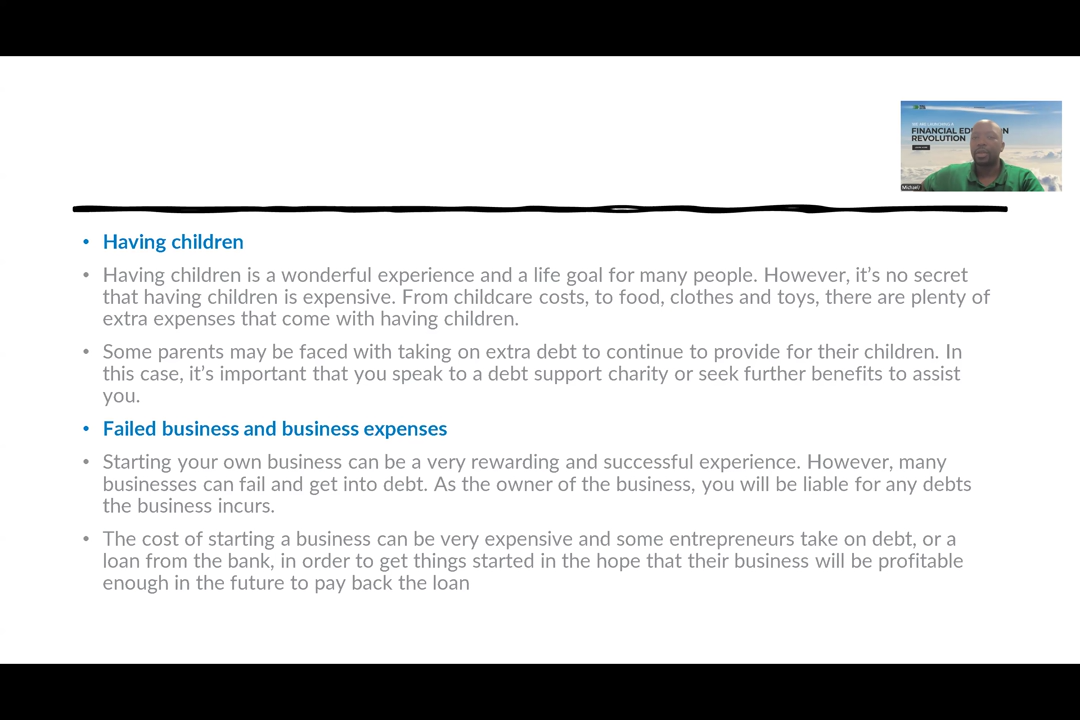 WE ARE LAUNCHING A
FINANCIAL
REVOLUTION
Michael
• Having children
• Having children is a wonderful experience and a life goal for many people. However, it’s no secret
that having children is expensive. From childcare costs, to food, clothes and toys, there are plenty of
extra expenses that come with having children.
• Some parents may be faced with taking on extra debt to continue to provide for their children. In
this case, it’s important that you speak to a debt support charity or seek further benefits to assist
you.
• Failed business and business expenses
• Starting your own business can be a very rewarding and successful experience. However, many
businesses can fail and get into debt. As the owner of the business, you will be liable for any debts
the business incurs.
• The cost of starting a business can be very expensive and some entrepreneurs take on debt, or a
loan from the bank, in order to get things started in the hope that their business will be profitable
enough in the future to pay back the loan